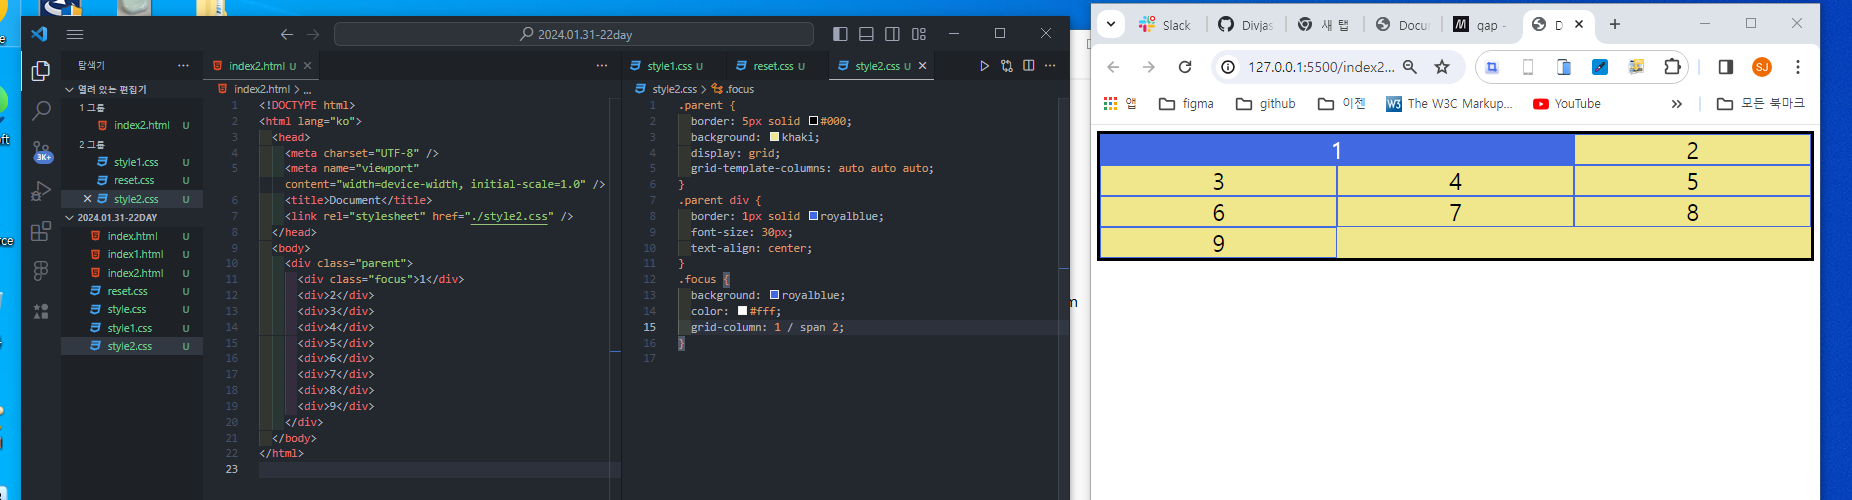 2024.01.31-22day
탐색기
열려 있는 편집기
1 그룹
index2.html U
2 그룹
style1.css U
reset.css U
style2.css U
3K+
2024.01.31-22DAY
index.html U
index1.html U
index2.html U
reset.css U
style.css U
style1.css U
style2.css U
index2.html U
index2.html > ...
1 <!DOCTYPE html>
2 <html lang="ko">
3 <head>
4 <meta charset="UTF-8" />
5 <meta name="viewport"
content="width=device-width, initial-scale=1.0" />
6 <title>Document</title>
7 <link rel="stylesheet" href="./style2.css" />
8 </head>
9 <body>
10 <div class="parent">
11 <div class="focus">1</div>
12 <div>2</div>
13 <div>3</div>
14 <div>4</div>
15 <div>5</div>
16 <div>6</div>
17 <div>7</div>
18 <div>8</div>
19 <div>9</div>
20 </div>
21 </body>
22 </html>
23
style1.css U reset.css U style2.css U
style2.css > .focus
1 .parent {
2 border: 5px solid #000;
3 background: khaki;
4 display: grid;
5 grid-template-columns: auto auto auto;
6 }
7 .parent div {
8 border: 1px solid royalblue;
9 font-size: 30px;
10 text-align: center;
11 }
12 .focus {
13 background: royalblue;
14 color: #fff;
15 grid-column: 1 / span 2;
16 }
17
Slack Divjas 새 탭 Docu gap - D
127.0.0.1:5500/index2... SJ
앱 figma github 이젠 The W3C Markup... YouTube » 모든 북마크
1 2
3 4 5
6 7 8
9